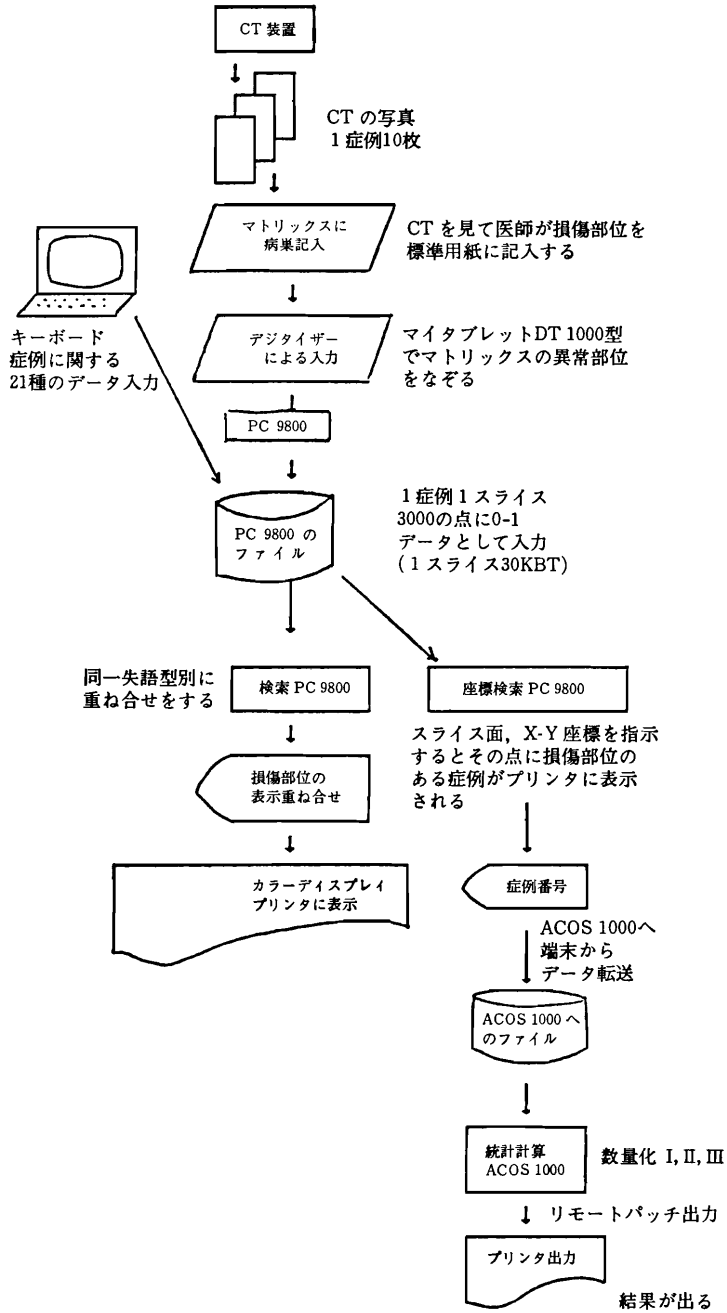 CT 装置
CT の写真
1 症例10枚
マトリックスに
病巣記入
CT を見て医師が損傷部位を
標準用紙に記入する
キーボード
症例に関する
21種のデータ入力
デジタイザー
による入力
マイタブレットDT 1000型
でマトリックスの異常部位
をなぞる
PC 9800
PC 9800 の
ファイル
1 症例 1 スライス
3000の点に0-1
データとして入力
( 1 スライス30KBT)
同一失語型別に
重ね合せをする
検索 PC 9800
座標検索 PC 9800
スライス面, X-Y 座標を指示
するとその点に損傷部位の
ある症例がプリンタに表示
される
損傷部位の
表示重ね合せ
カラーディスプレイ
プリンタに表示
症例番号
ACOS 1000へ
端末から
データ転送
ACOS 1000 へ
のファイル
統計計算
ACOS 1000
数量化 I, II, III
リモートパッチ出力
プリンタ出力
結果が出る